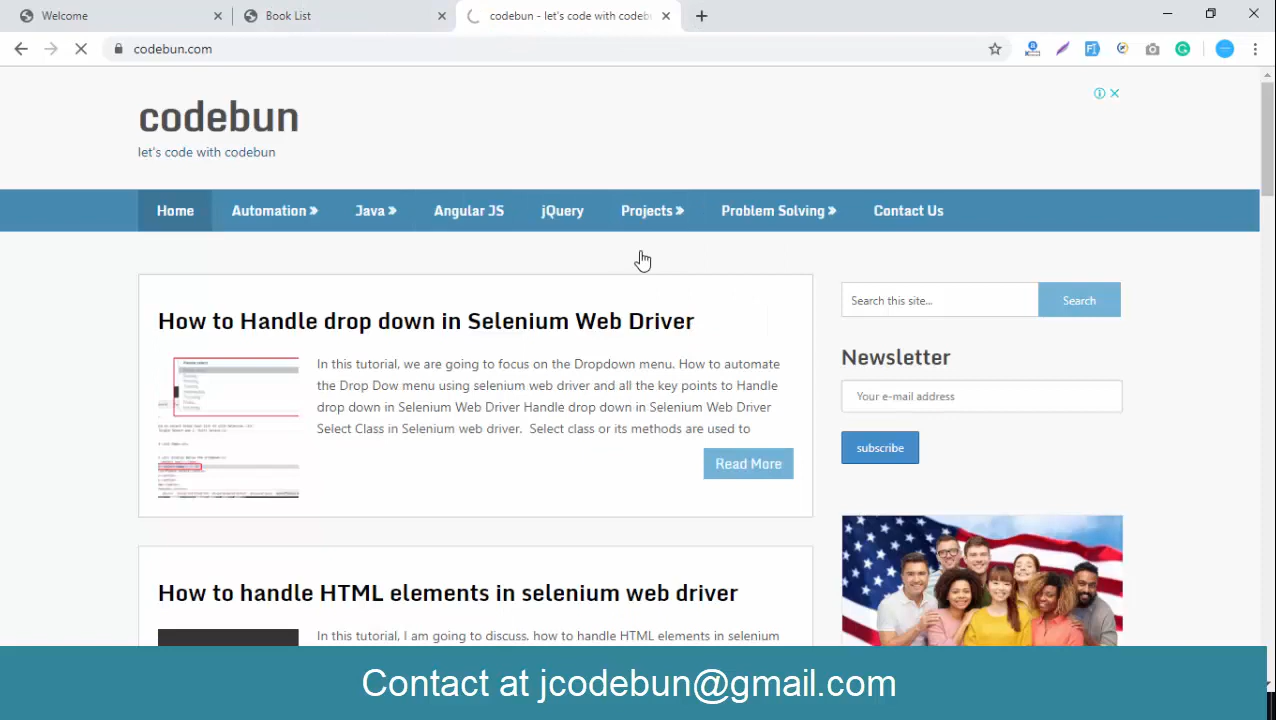 Welcome
Book List
codebun - let's code with codebu
codebun.com
codebun
let's code with codebun
Home
Automation »
Java »
Angular JS
jQuery
Projects »
Problem Solving »
Contact Us
How to Handle drop down in Selenium Web Driver
In this tutorial, we are going to focus on the Dropdown menu. How to automate
the Drop Dow menu using selenium web driver and all the key points to Handle
drop down in Selenium Web Driver Handle drop down in Selenium Web Driver
Select Class in Selenium web driver. Select class or its methods are used to
Read More
Search this site...
Search
Newsletter
Your e-mail address
subscribe
How to handle HTML elements in selenium web driver
In this tutorial, I am going to discuss. how to handle HTML elements in selenium
Contact at jcodebun@gmail.com